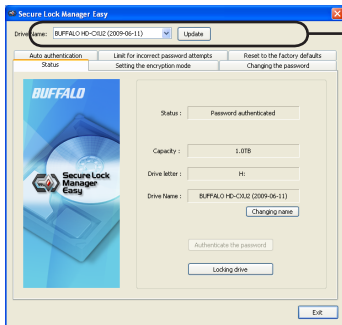 Secure Lock Manager Easy
Drive Name: BUFFALO HD-CXU2 (2009-06-11) Update
Auto authentication Limit for incorrect password attempts Reset to the factory defaults
Status Setting the encryption mode Changing the password
BUFFALO
Secure Lock
Manager
Easy
Status : Password authenticated
Capacity : 1.0TB
Drive letter : H:
Drive Name : BUFFALO HD-CXU2 (2009-06-11)
Changing name
Authenticate the password
Locking drive
Exit